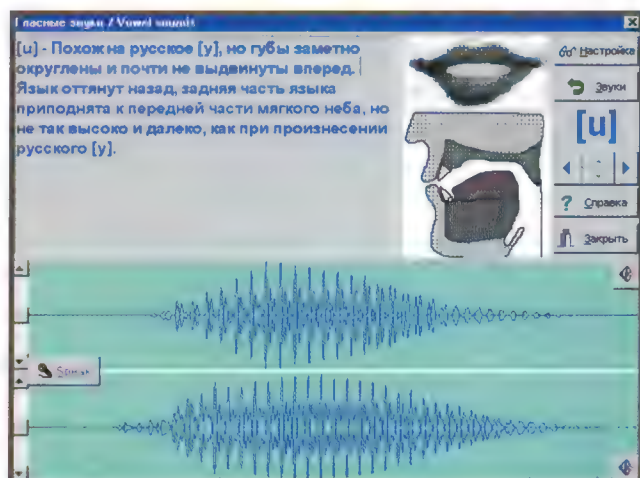 Гласные звуки / Vowel sounds
[u] - Похож на русское [у], но губы заметно
округлены и почти не выдвинуты вперед.
Язык оттянут назад, задняя часть языка
приподнята к передней части мягкого неба, но
не так высоко и далеко, как при произнесении
русского [у].
Настройка
Звуки
[u]
? Справка
Закрыть